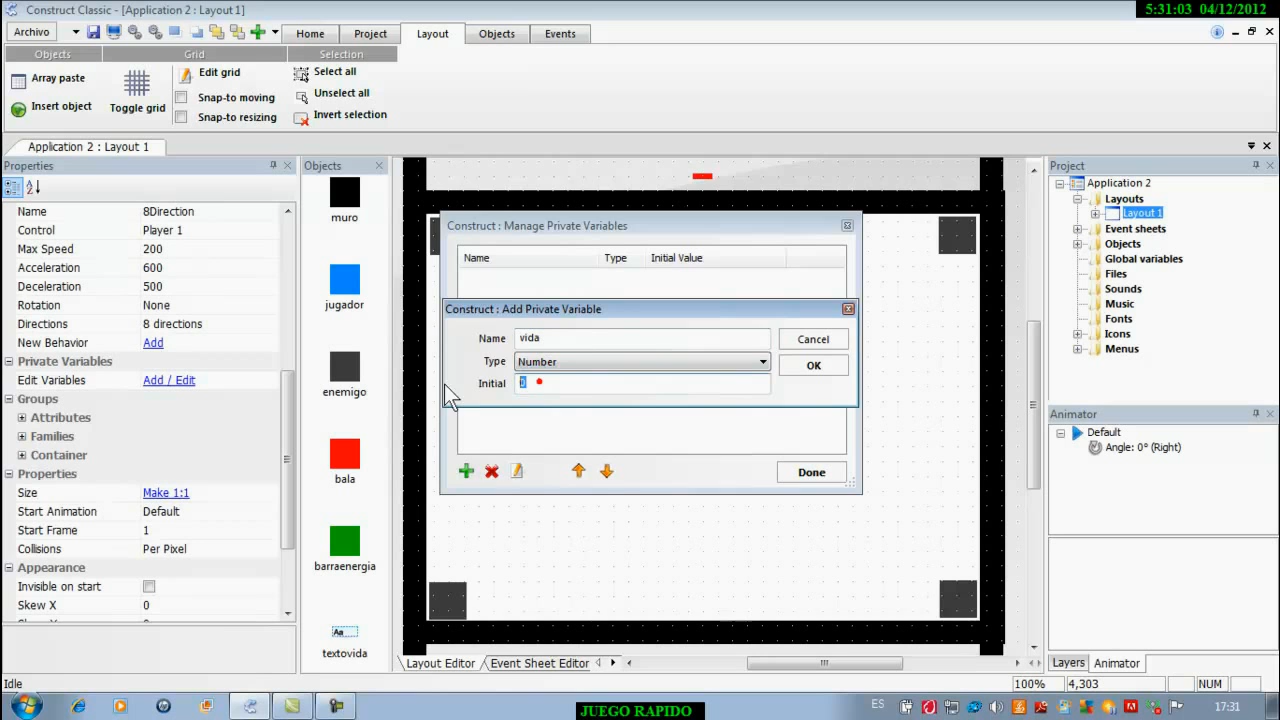 Construct Classic - [Application 2 : Layout 1]
5:31:03 04/12/2012
Archivo
Home
Project
Layout
Objects
Events
Objects
Grid
Selection
Array paste
Insert object
Toggle grid
Edit grid
Snap-to moving
Snap-to resizing
Select all
Unselect all
Invert selection
Application 2 : Layout 1
Properties
Name 8Direction
Control Player 1
Max Speed 200
Acceleration 600
Deceleration 500
Rotation None
Directions 8 directions
New Behavior Add
Private Variables
Edit Variables Add / Edit
Groups
Attributes
Families
Container
Properties
Size Make 1:1
Start Animation Default
Start Frame 1
Collisions Per Pixel
Appearance
Invisible on start
Skew X 0
Objects
muro
jugador
enemigo
bala
barraenergia
Aa
textovida
Construct : Manage Private Variables
Name Type Initial Value
Construct : Add Private Variable
Name vida
Cancel
Type Number
OK
Initial 0
Done
Layout Editor
Event Sheet Editor
Project
Application 2
Layouts
Layout 1
Event sheets
Objects
Global variables
Files
Sounds
Music
Fonts
Icons
Menus
Animator
Default
Angle: 0° (Right)
Layers
Animator
Idle
100%
4,303
NUM
JUEGO RAPIDO
ES
17:31